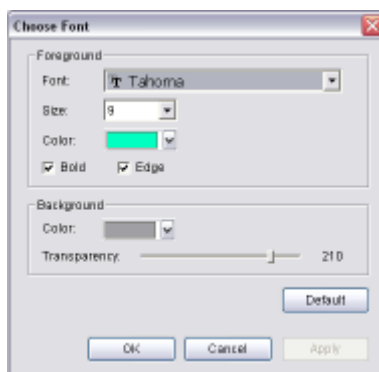 Choose Font
Foreground
Font: Tahoma
Size: 9
Color:
Bold Edge
Background
Color:
Transparency: 210
Default
OK Cancel Apply